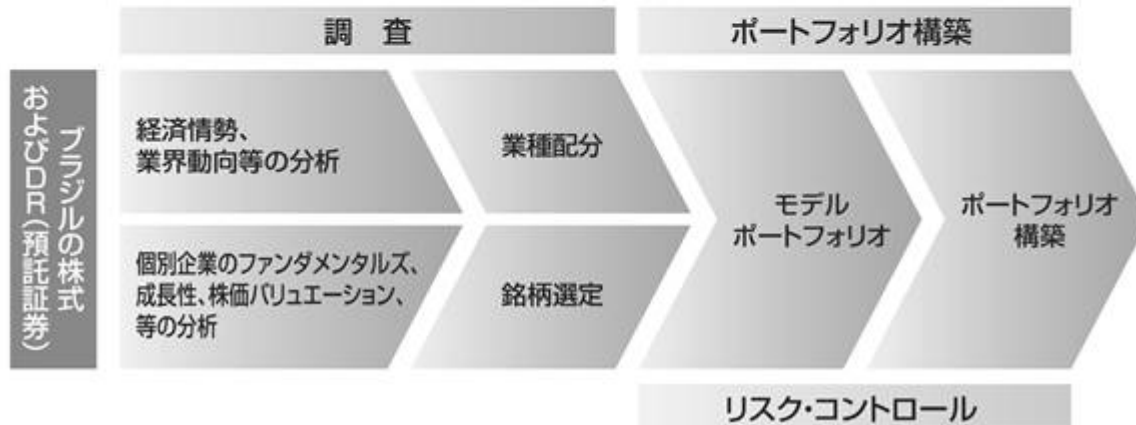 調 査
ポートフォリオ構築
ブラジルの株式
およびDR(預託証券)
経済情勢、
業界動向等の分析
業種配分
個別企業のファンダメンタルズ、
成長性、株価バリュエーション、
等の分析
銘柄選定
モデル
ポートフォリオ
ポートフォリオ
構築
リスク・コントロール